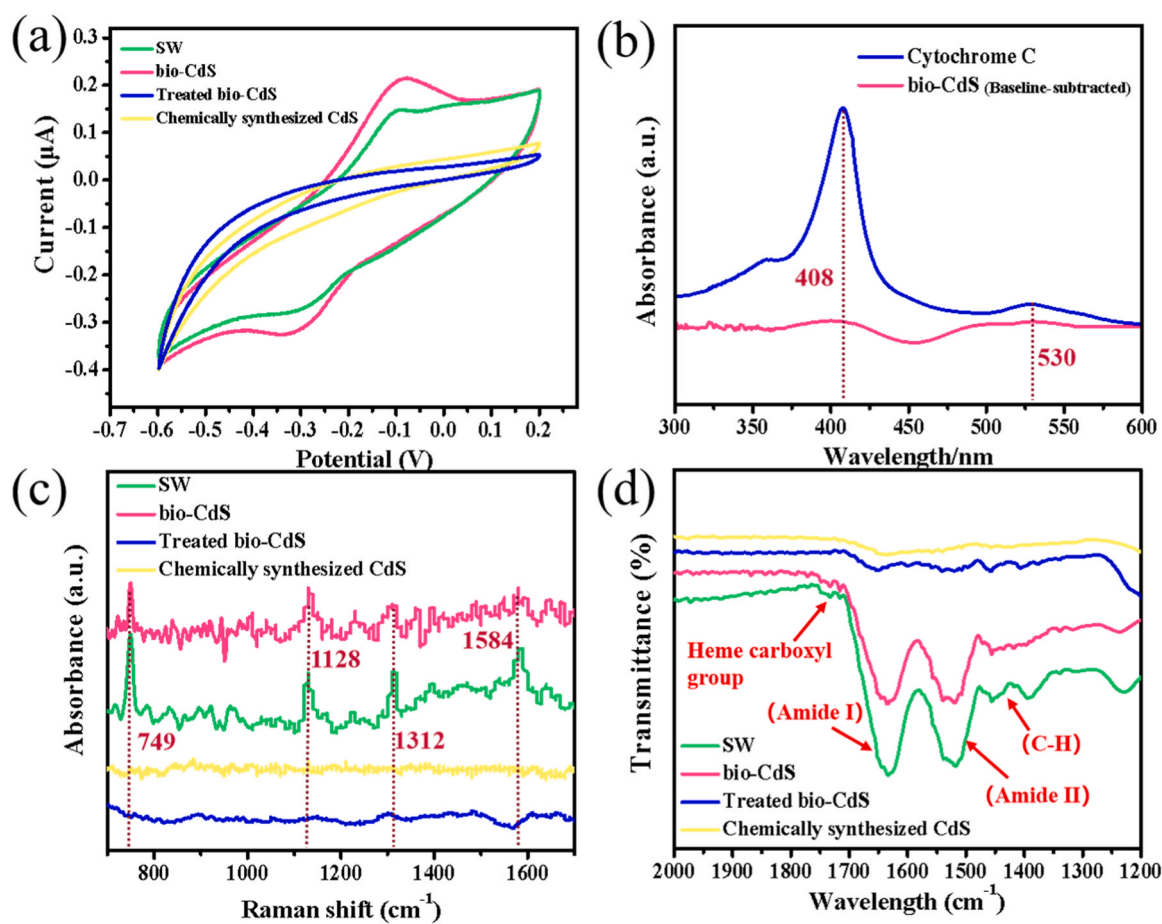 (a)
SW
bio-CdS
Treated bio-CdS
Chemically synthesized CdS
0.3
0.2
0.1
0.0
-0.1
-0.2
-0.3
-0.4
Current (μA)
-0.7 -0.6 -0.5 -0.4 -0.3 -0.2 -0.1 0.0 0.1 0.2
Potential (V)
(b)
Cytochrome C
bio-CdS (Baseline-subtracted)
408
530
Absorbance (a.u.)
300 350 400 450 500 550 600
Wavelength/nm
(c)
SW
bio-CdS
Treated bio-CdS
Chemically synthesized CdS
1584
1128
749
1312
Absorbance (a.u.)
800 1000 1200 1400 1600
Raman shift (cm⁻¹)
(d)
Heme carboxyl
group
(Amide I)
(C-H)
(Amide II)
SW
bio-CdS
Treated bio-CdS
Chemically synthesized CdS
Transmittance (%)
2000 1900 1800 1700 1600 1500 1400 1300 1200
Wavelength (cm⁻¹)